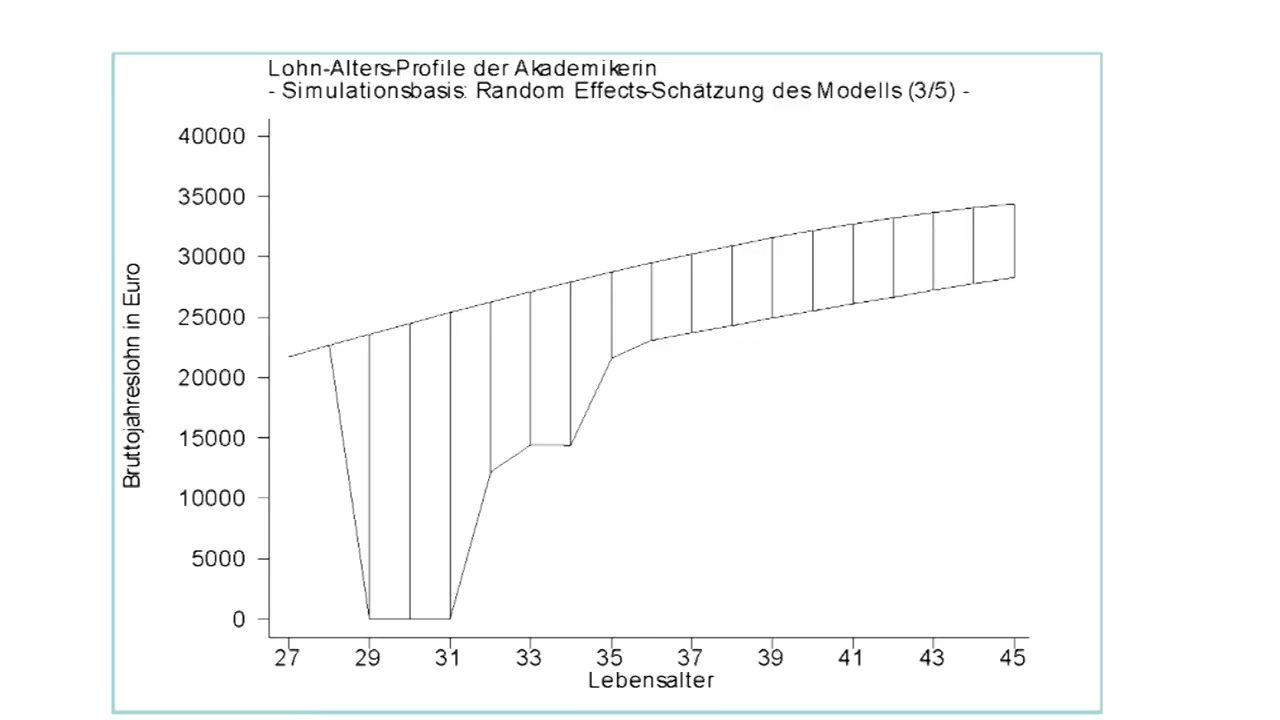 Lohn-Alters-Profile der Akademikerin
- Simulationsbasis: Random Effects-Schätzung des Modells (3/5) -
40000
35000
30000
25000
20000
15000
10000
5000
0
Bruttojahreslohn in Euro
27 29 31 33 35 37 39 41 43 45
Lebensalter